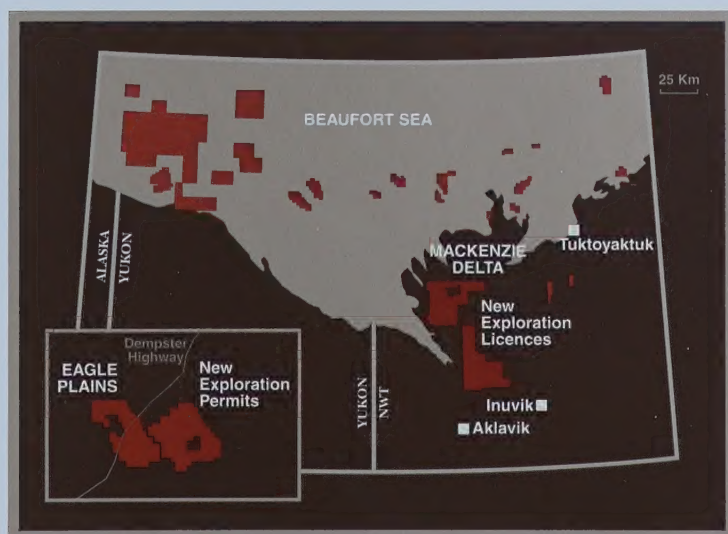 25 Km
BEAUFORT SEA
ALASKA
YUKON
MACKENZIE
DELTA
Tuktoyaktuk
New
Exploration
Licences
Dempster
Highway
EAGLE
PLAINS
New
Exploration
Permits
YUKON
NWT
Inuvik
Aklavik